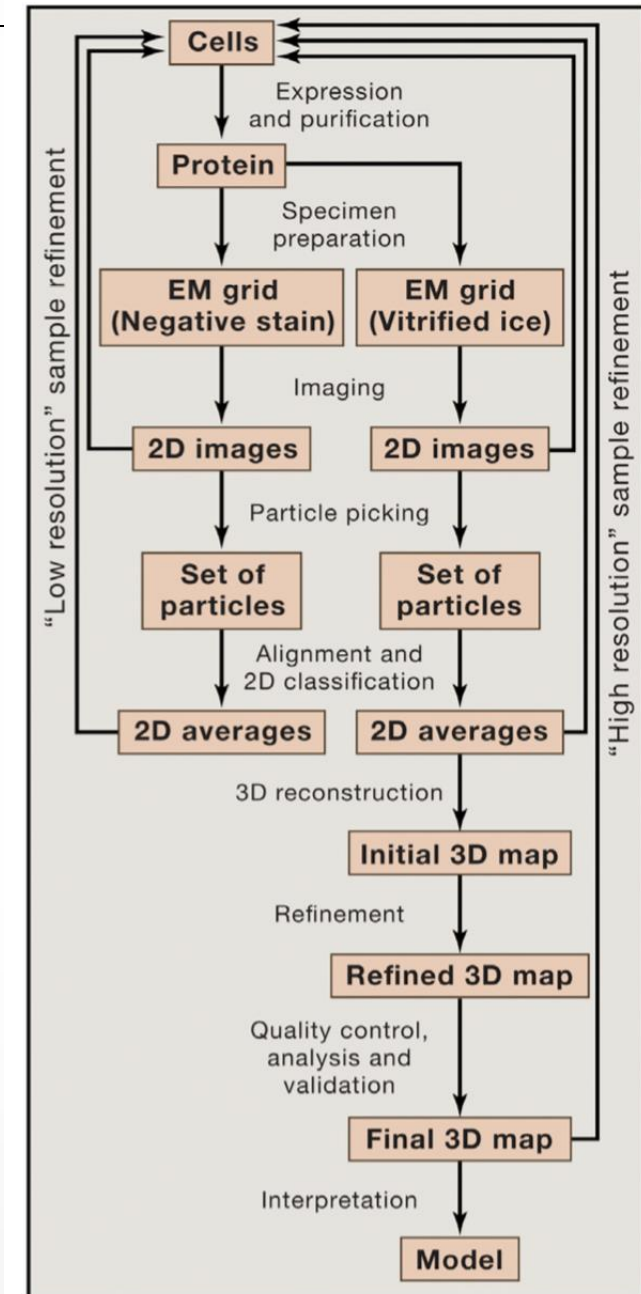 Cells
Expression
and purification
Protein
Specimen
preparation
EM grid
(Negative stain)
EM grid
(Vitrified ice)
Imaging
2D images
2D images
Particle picking
Set of
particles
Set of
particles
Alignment and
2D classification
2D averages
2D averages
3D reconstruction
Initial 3D map
Refinement
Refined 3D map
Quality control,
analysis and
validation
Final 3D map
Interpretation
Model
“Low resolution” sample refinement
“High resolution” sample refinement